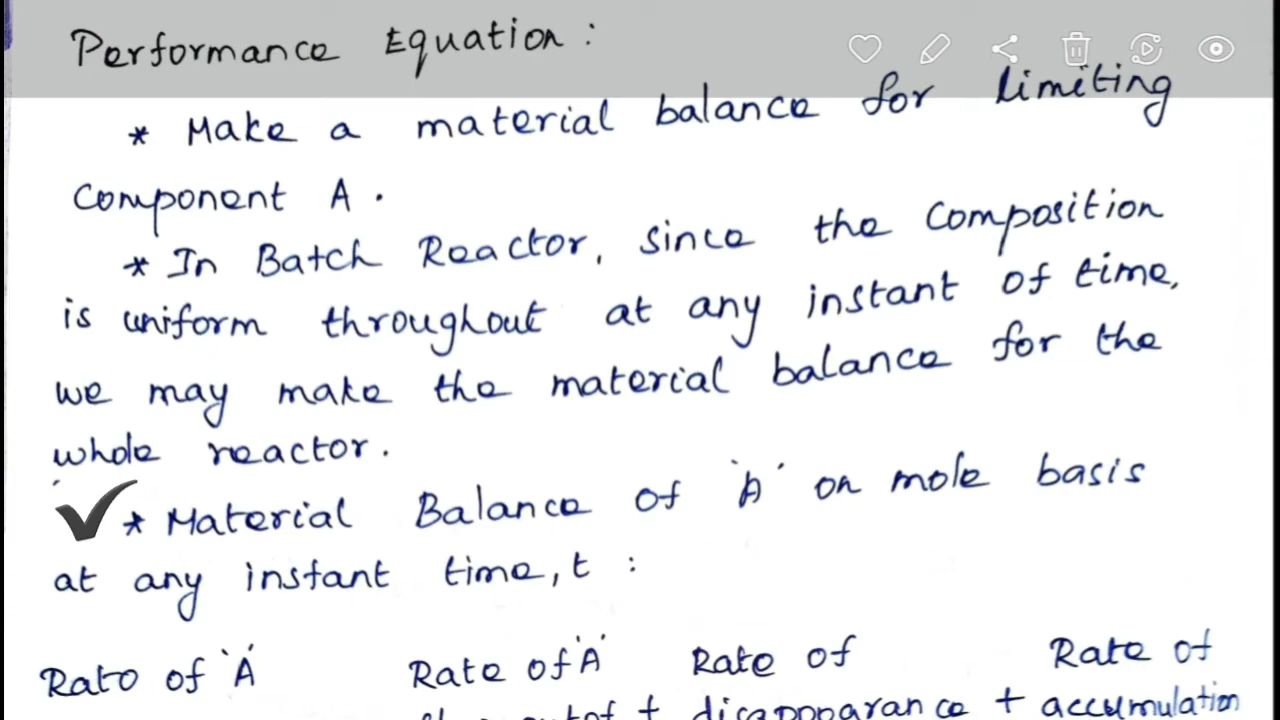 Performance Equation :
* Make a material balance for limiting
Component A .
* In Batch Reactor, since the Composition
is uniform throughout at any instant of time,
we may make the material balance for the
whole reactor.
* Material Balance of 'A' on mole basis
at any instant time, t :
Rate of 'A' Rate of 'A' Rate of Rate of
+ disappearance + accumulation